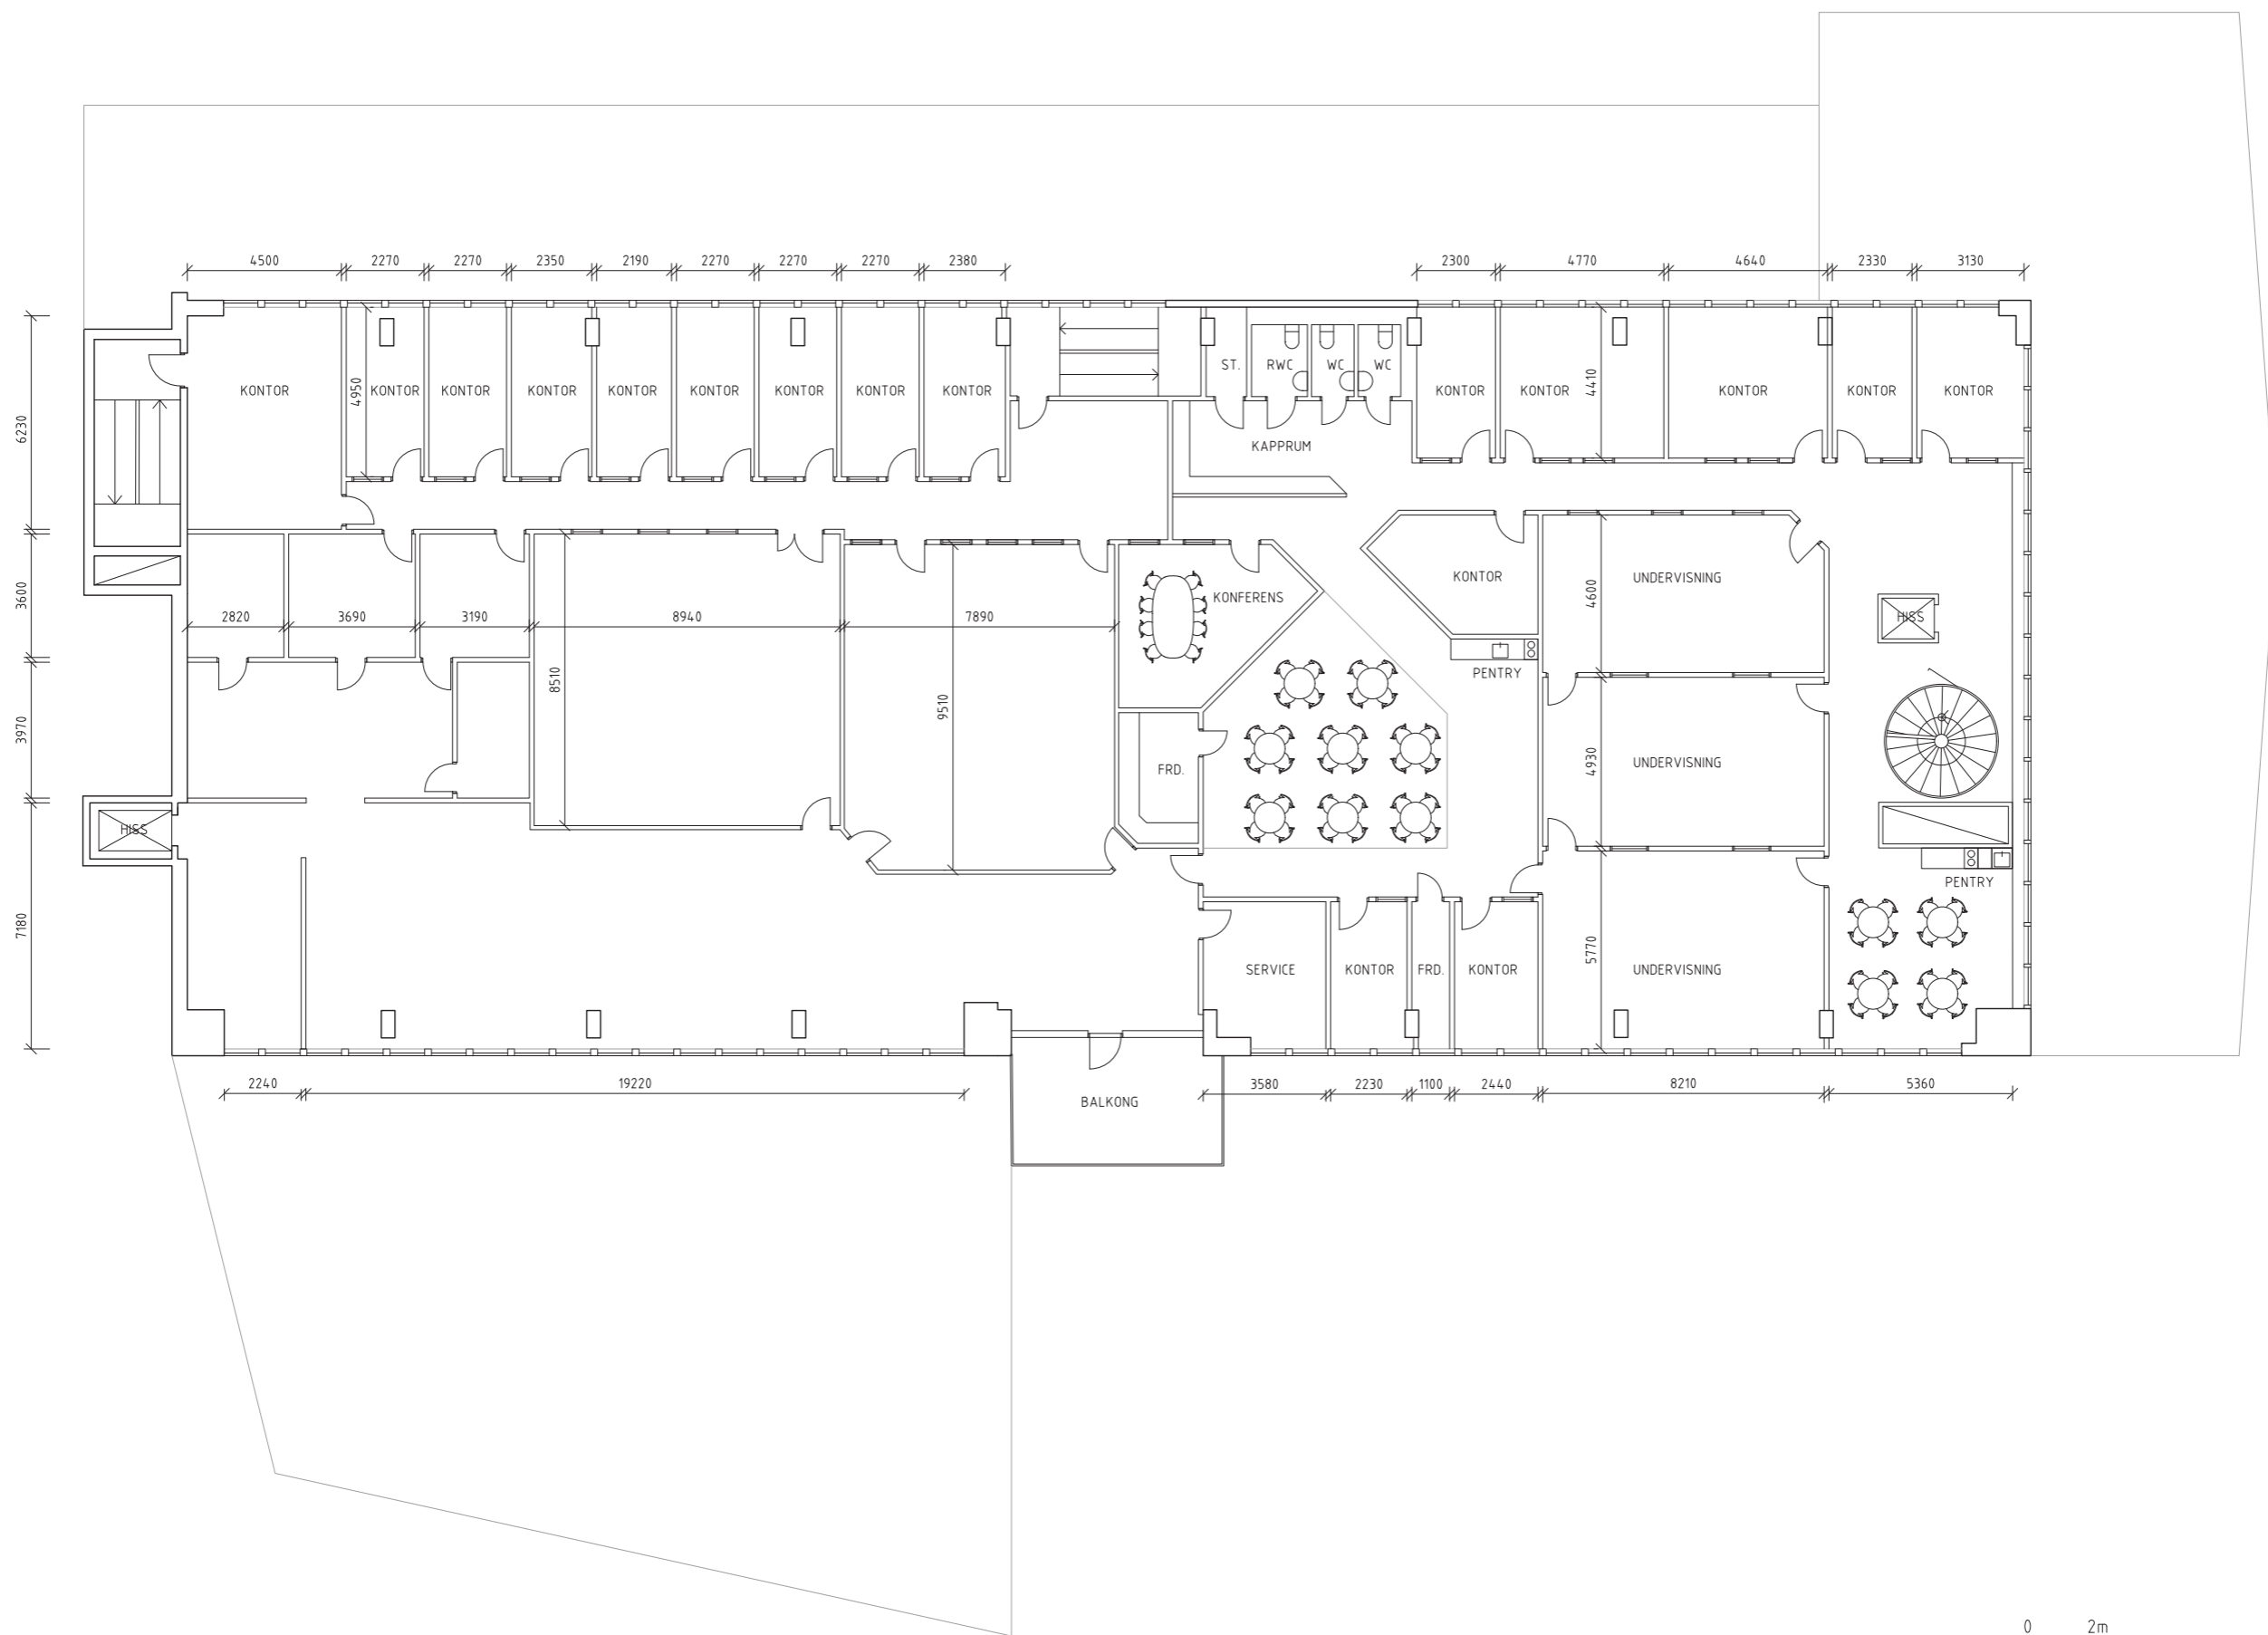 4500 2270 2270 2350 2190 2270 2270 2270 2380 2300 4770 4640 2330 3130
ST. RWC WC WC
KONTOR KONTOR KONTOR KONTOR KONTOR KONTOR KONTOR KONTOR KONTOR KONTOR KONTOR KONTOR KONTOR
4950
4410
6230
KAPPRUM
KONTOR
UNDERVISNING
3600
4600
KONFERENS
2820 3690 3190 8940 7890
HISS
PENTRY
8510
9510
3970
4930
FRD.
UNDERVISNING
HISS
PENTRY
7180
5770
SERVICE KONTOR FRD. KONTOR UNDERVISNING
2240 19220 3580 2230 1100 2440 8210 5360
BALKONG
0 2m